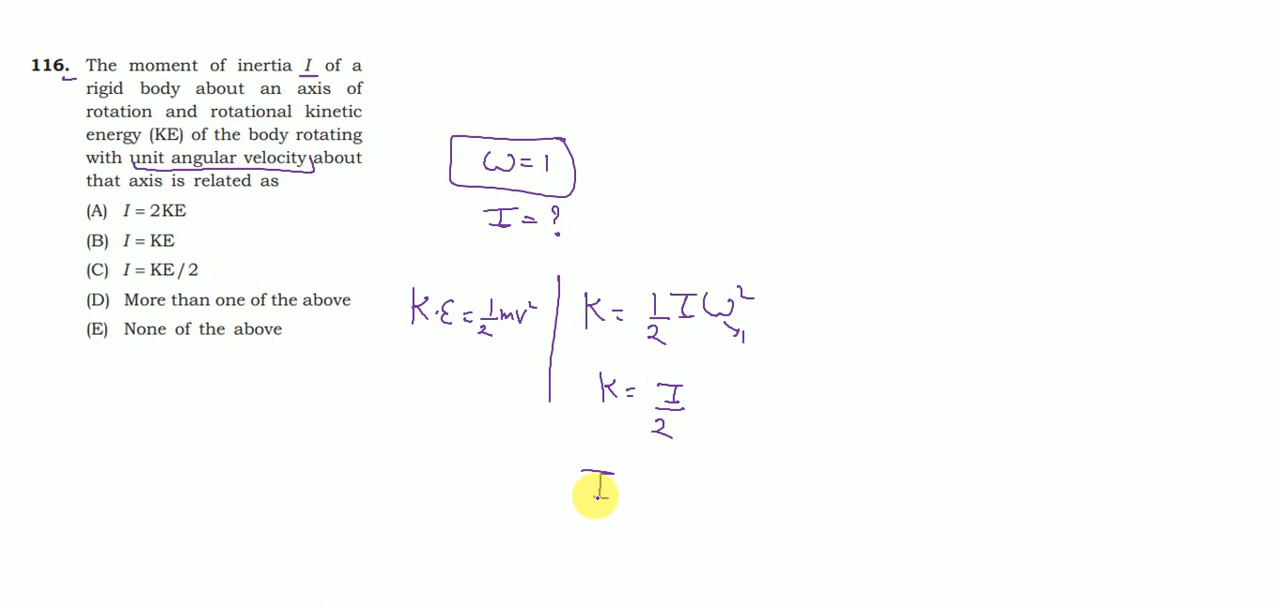 116. The moment of inertia I of a
rigid body about an axis of
rotation and rotational kinetic
energy (KE) of the body rotating
with unit angular velocity about
that axis is related as
(A) I = 2KE
(B) I = KE
(C) I = KE/2
(D) More than one of the above
(E) None of the above
ω = 1
I = ?
K.E = 1/2 mv²
K = 1/2 I ω²
1
K = I/2
I